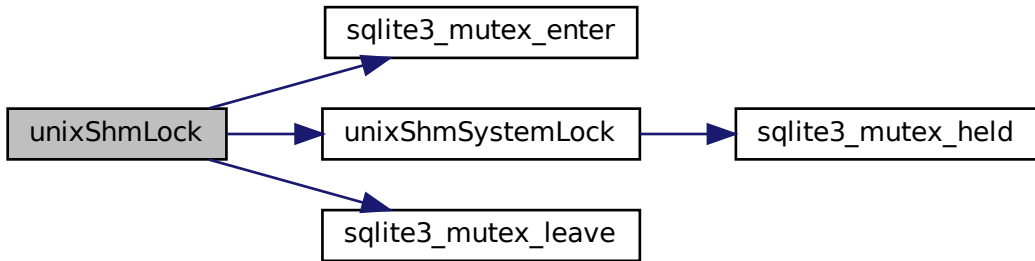 sqlite3_mutex_enter
unixShmLock
unixShmSystemLock
sqlite3_mutex_held
sqlite3_mutex_leave